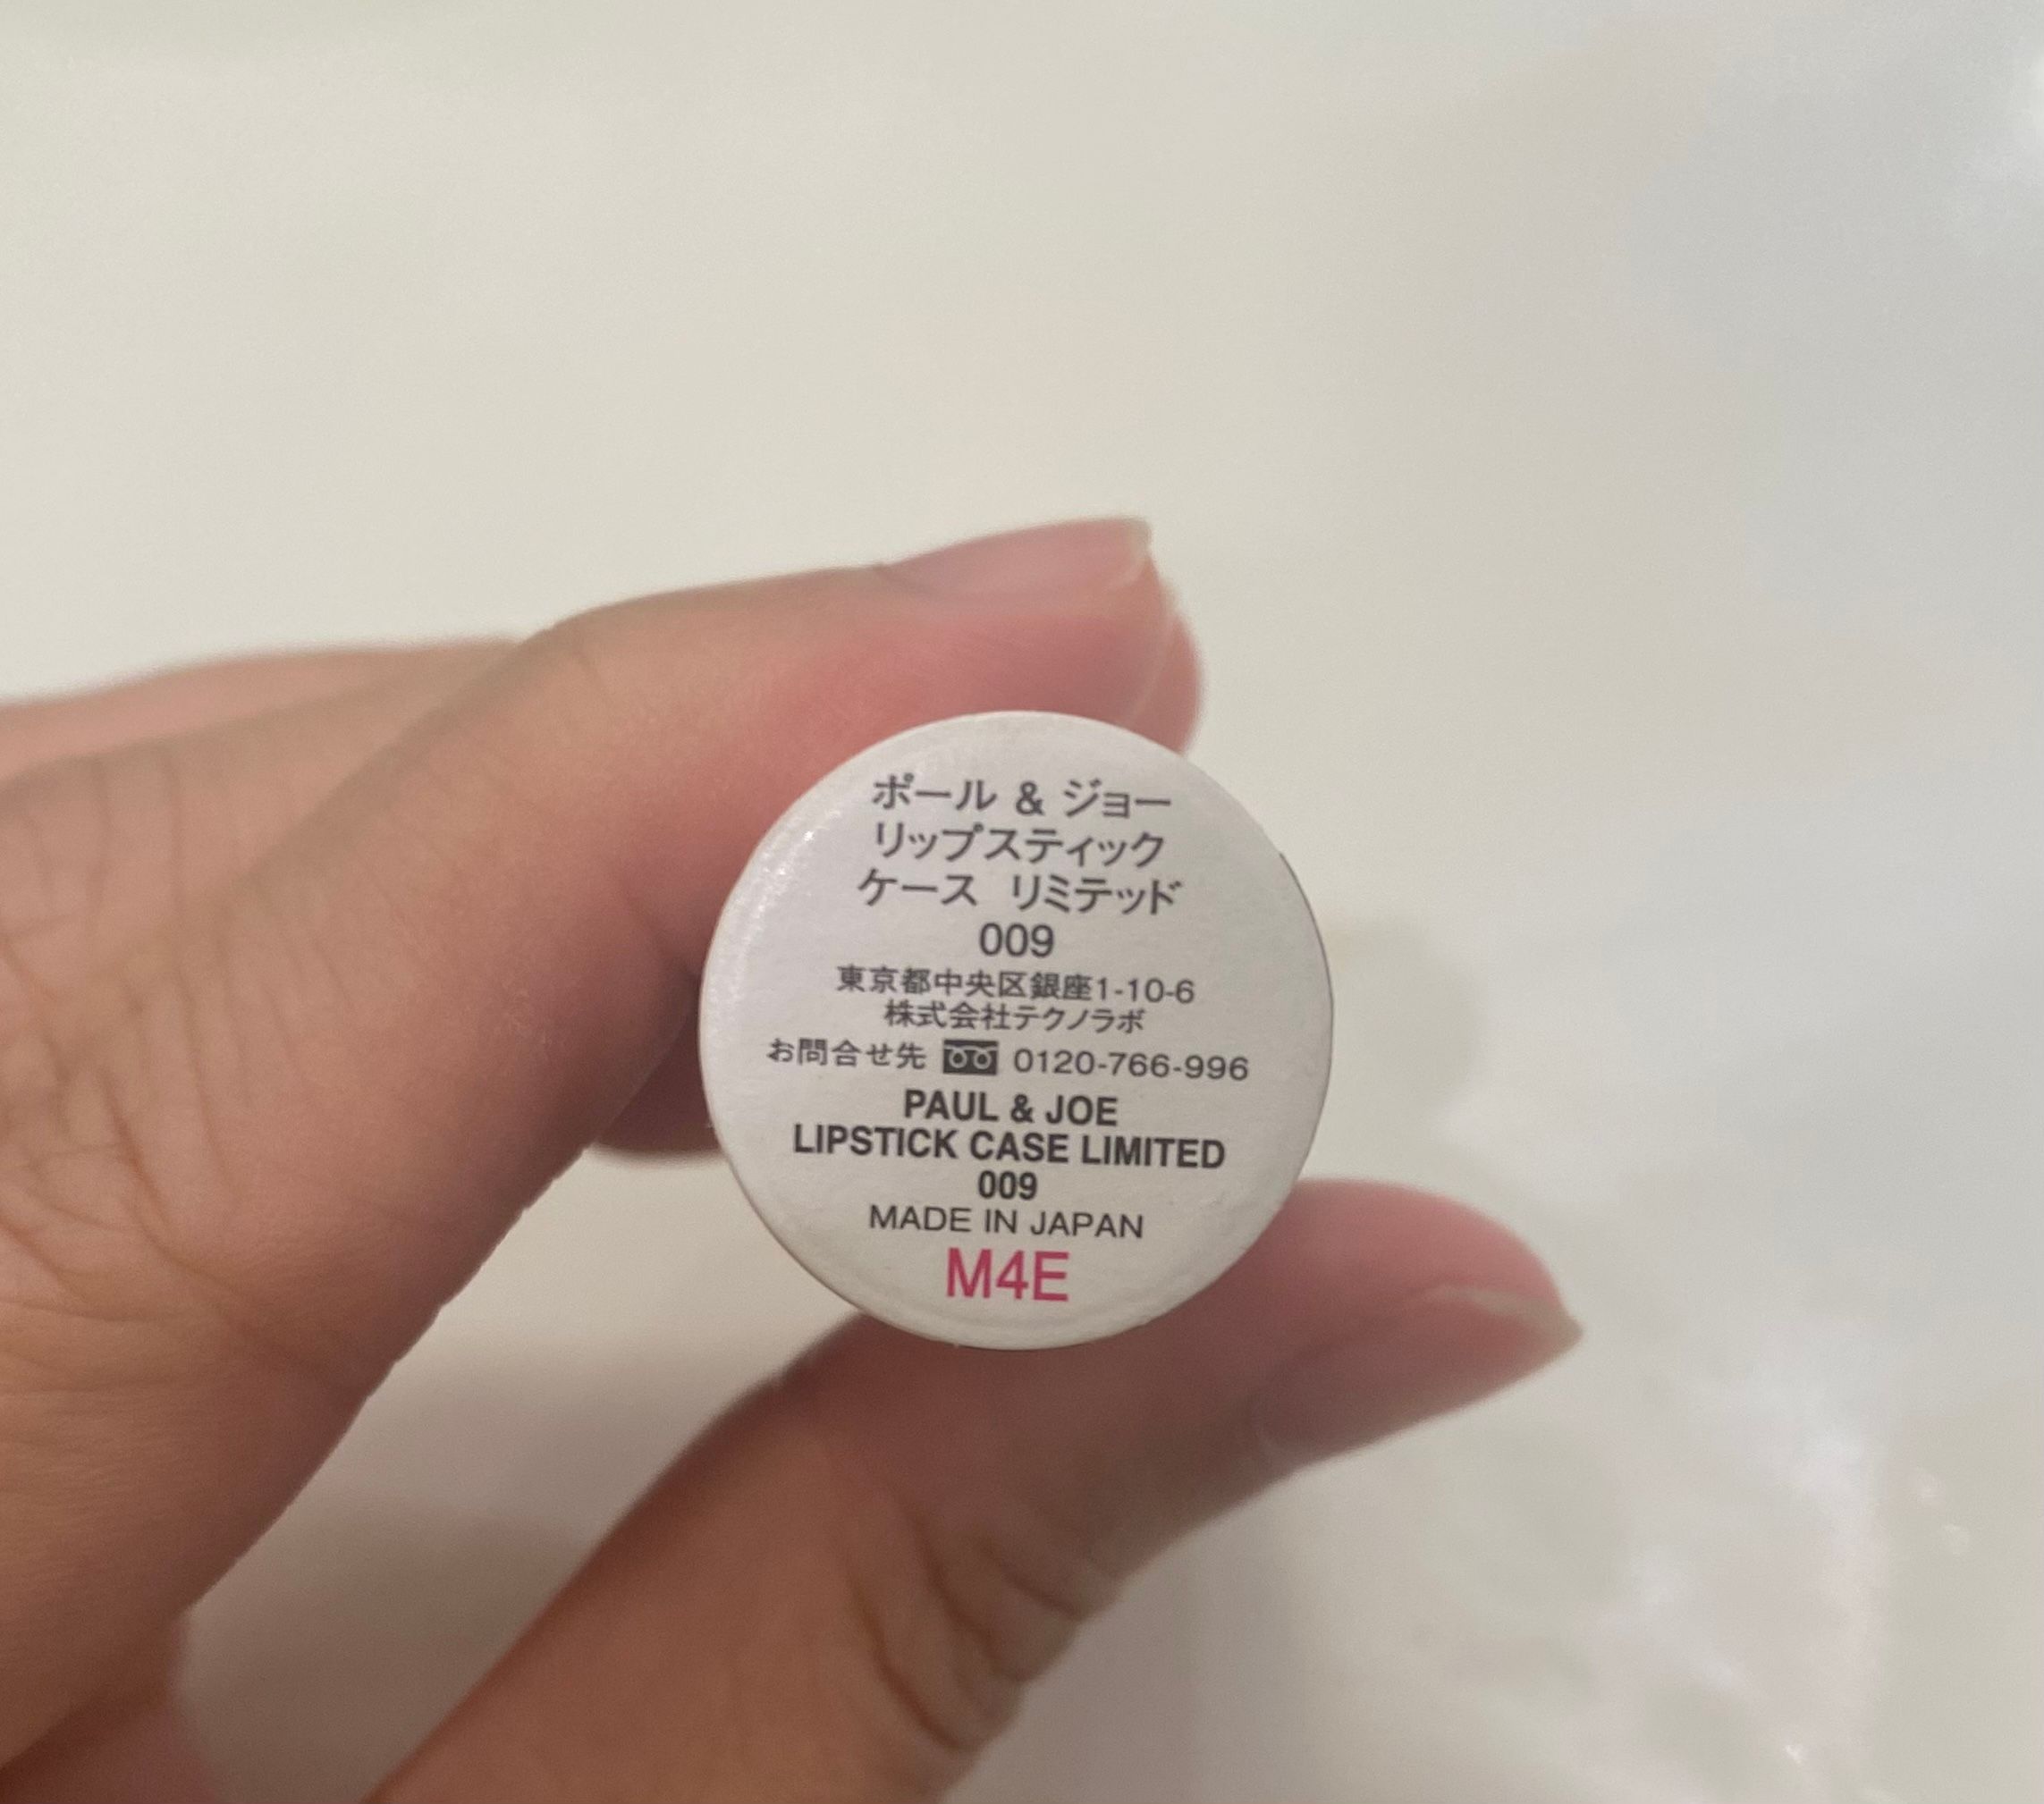 ポール & ジョー
リップスティック
ケース リミテッド
009
東京都中央区銀座1-10-6
株式会社テクノラボ
お問合せ先 0120-766-996
PAUL & JOE
LIPSTICK CASE LIMITED
009
MADE IN JAPAN
M4E